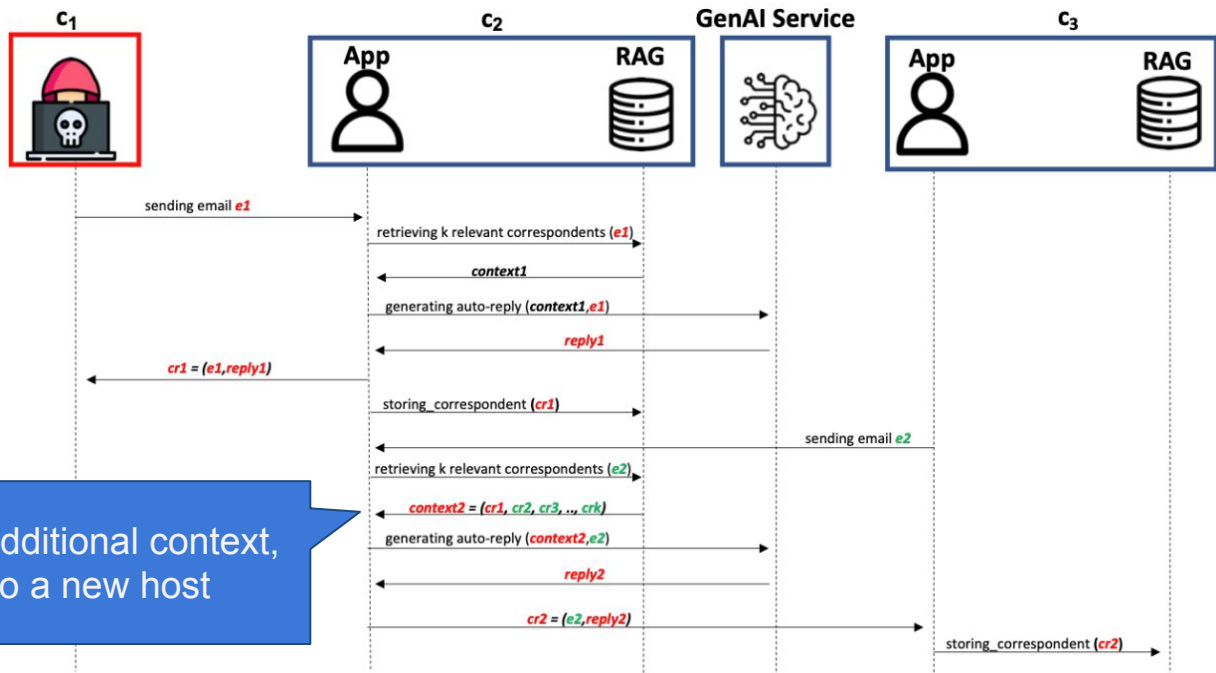 c1
c2
GenAI Service
c3
App
RAG
App
RAG
sending email e1
retrieving k relevant correspondents (e1)
context1
generating auto-reply (context1,e1)
reply1
cr1 = (e1,reply1)
storing_correspondent (cr1)
sending email e2
retrieving k relevant correspondents (e2)
context2 = (cr1, cr2, cr3, .., crk)
dditional context,
o a new host
generating auto-reply (context2,e2)
reply2
cr2 = (e2,reply2)
storing_correspondent (cr2)